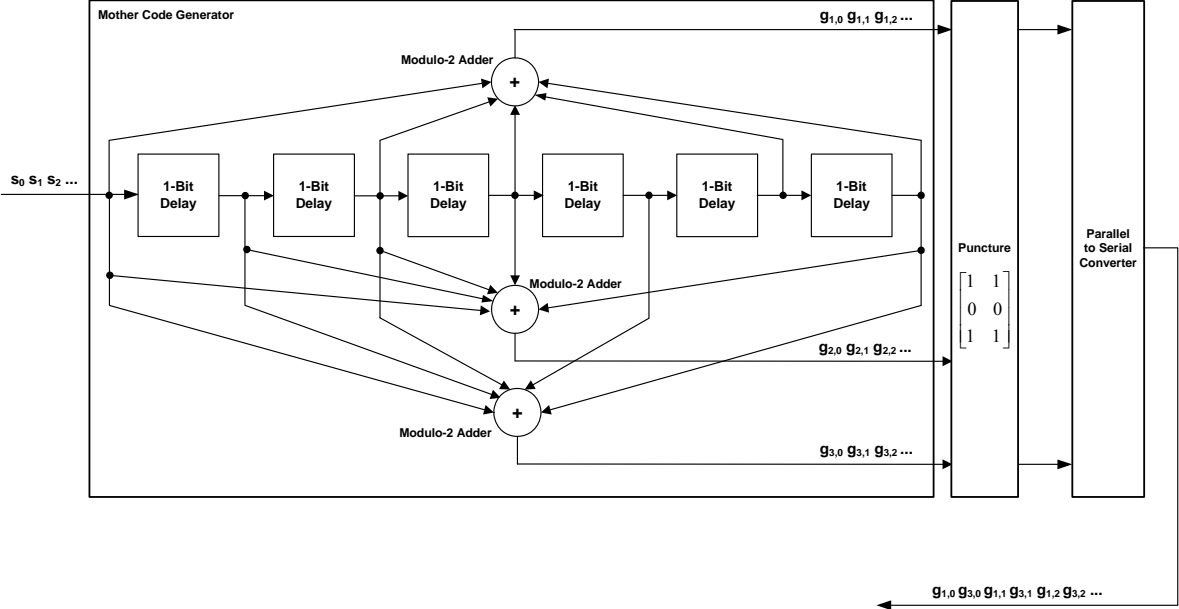 Mother Code Generator
g1,0 g1,1 g1,2 ...
Modulo-2 Adder
+
s0 s1 s2 ...
1-Bit
Delay
1-Bit
Delay
1-Bit
Delay
1-Bit
Delay
1-Bit
Delay
1-Bit
Delay
Modulo-2 Adder
+
g2,0 g2,1 g2,2 ...
+
Modulo-2 Adder
g3,0 g3,1 g3,2 ...
Puncture
1 1
0 0
1 1
Parallel
to Serial
Converter
g1,0 g3,0 g1,1 g3,1 g1,2 g3,2 ...